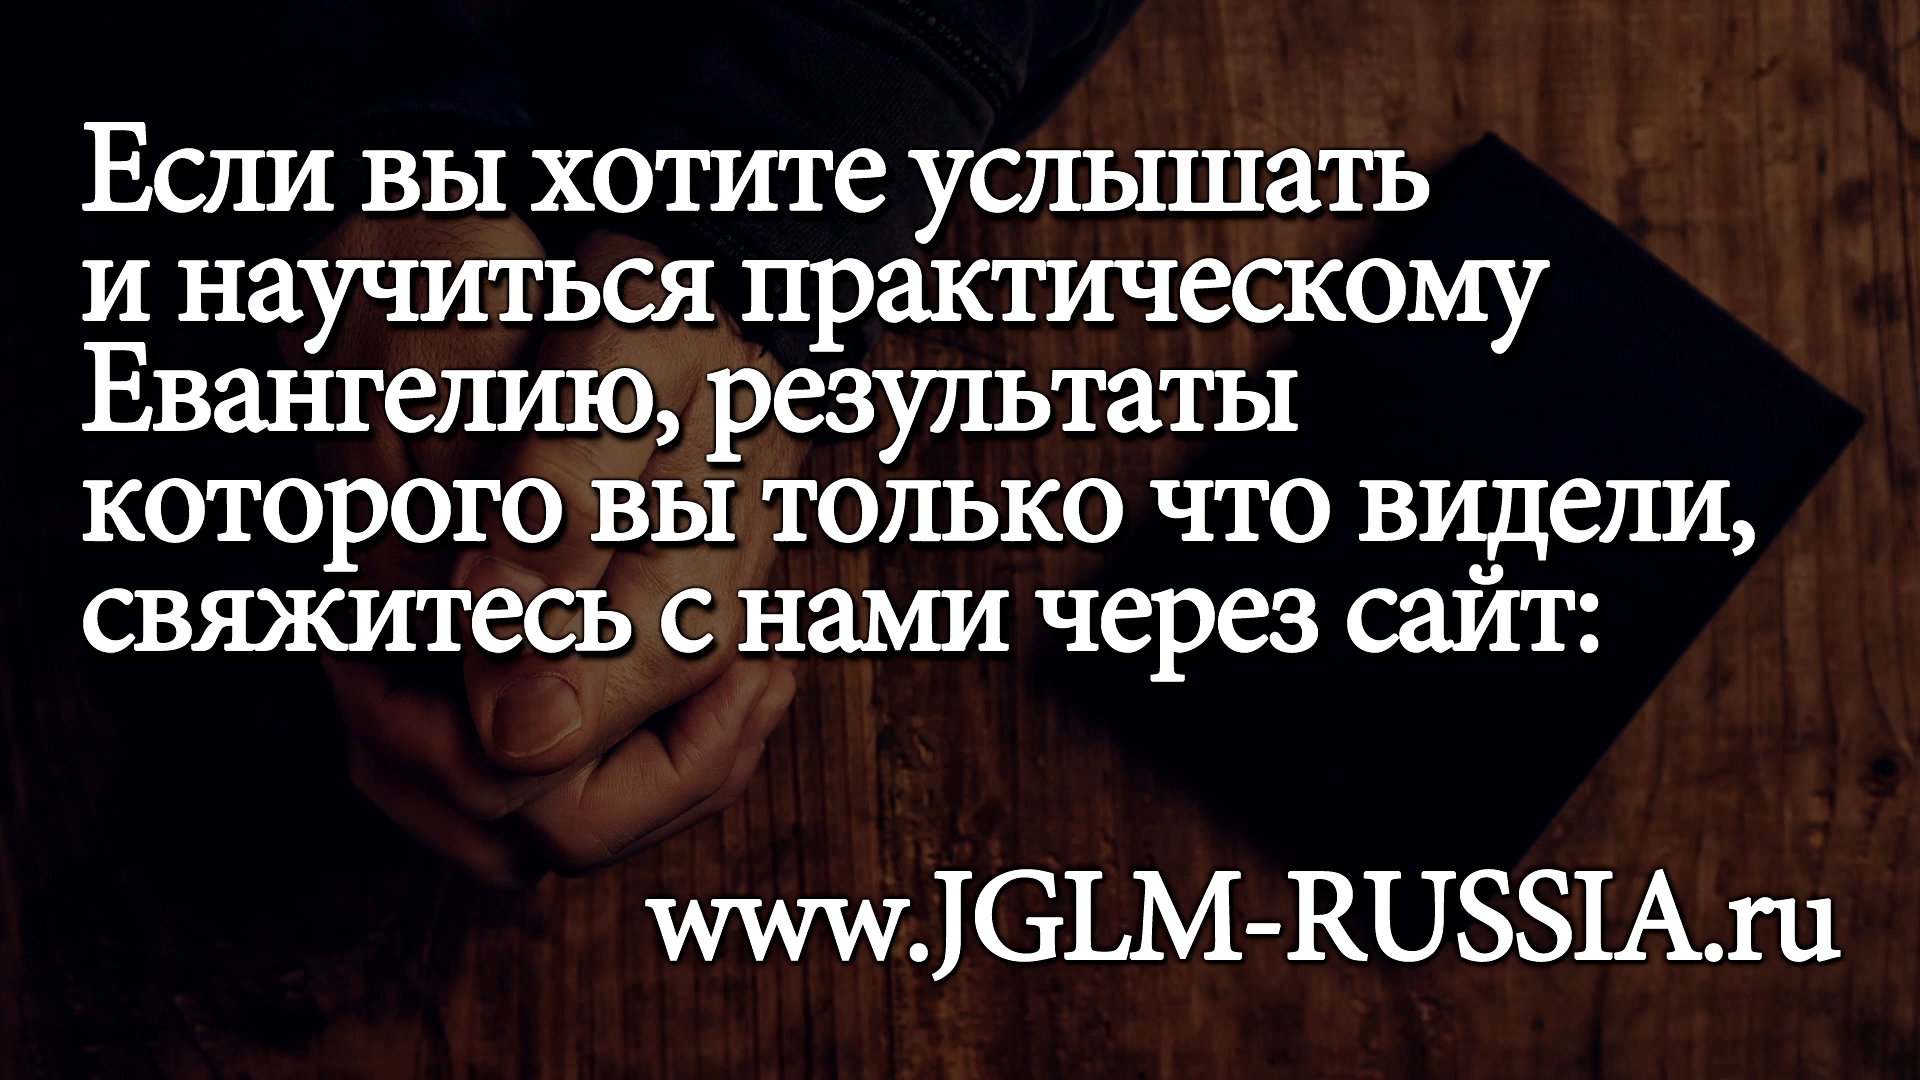 Если вы хотите услышать
и научиться практическому
Евангелию, результаты
которого вы только что видели,
свяжитесь с нами через сайт:
www.JGLM-RUSSIA.ru